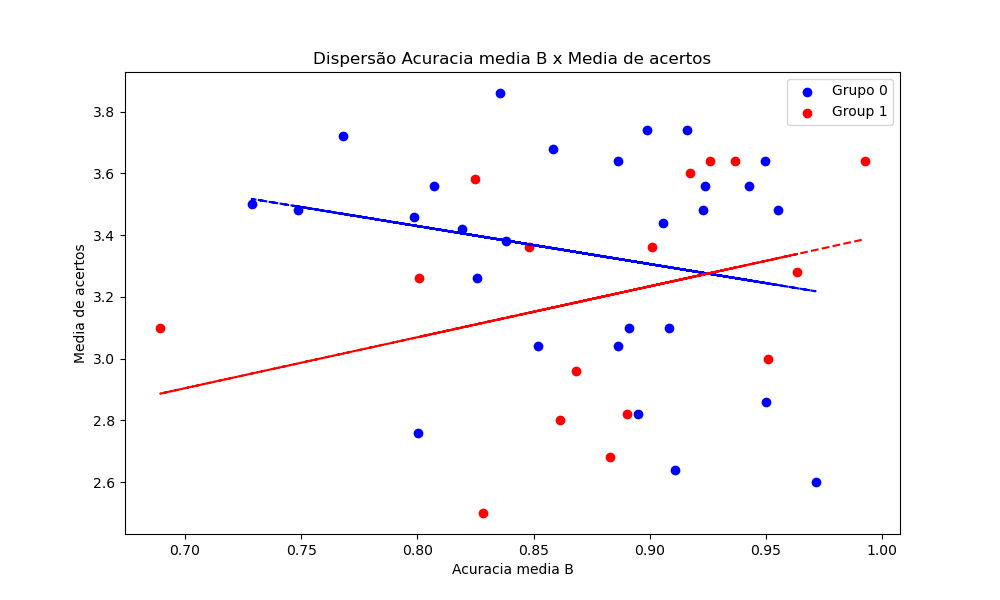 Dispersão Acuracia media B x Media de acertos
Grupo 0
Group 1
Media de acertos
3.8
3.6
3.4
3.2
3.0
2.8
2.6
0.70 0.75 0.80 0.85 0.90 0.95 1.00
Acuracia media B